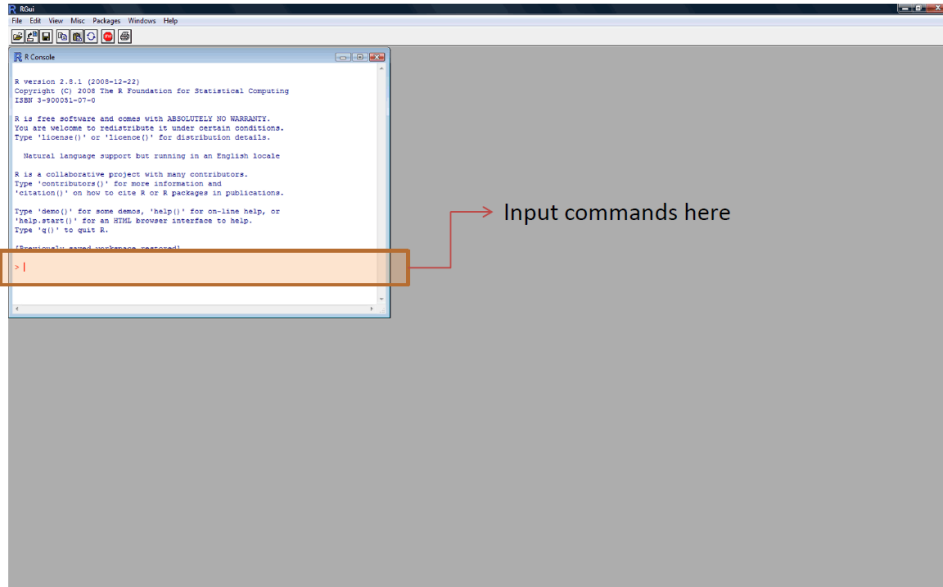 RGui
File Edit View Misc Packages Windows Help
R Console
R version 2.8.1 (2008-12-22)
Copyright (C) 2008 The R Foundation for Statistical Computing
ISBN 3-900051-07-0
R is free software and comes with ABSOLUTELY NO WARRANTY.
You are welcome to redistribute it under certain conditions.
Type 'license()' or 'licence()' for distribution details.
Natural language support but running in an English locale
R is a collaborative project with many contributors.
Type 'contributors()' for more information and
'citation()' on how to cite R or R packages in publications.
Type 'demo()' for some demos, 'help()' for on-line help, or
'help.start()' for an HTML browser interface to help.
Type 'q()' to quit R.
[Previously saved workspace restored]
>
Input commands here